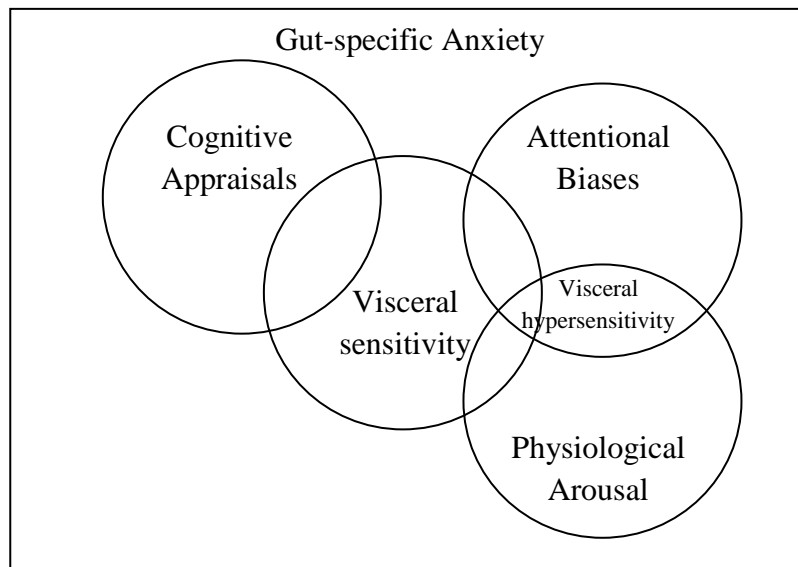 Gut-specific Anxiety
Cognitive
Appraisals
Attentional
Biases
Visceral
sensitivity
Visceral
hypersensitivity
Physiological
Arousal